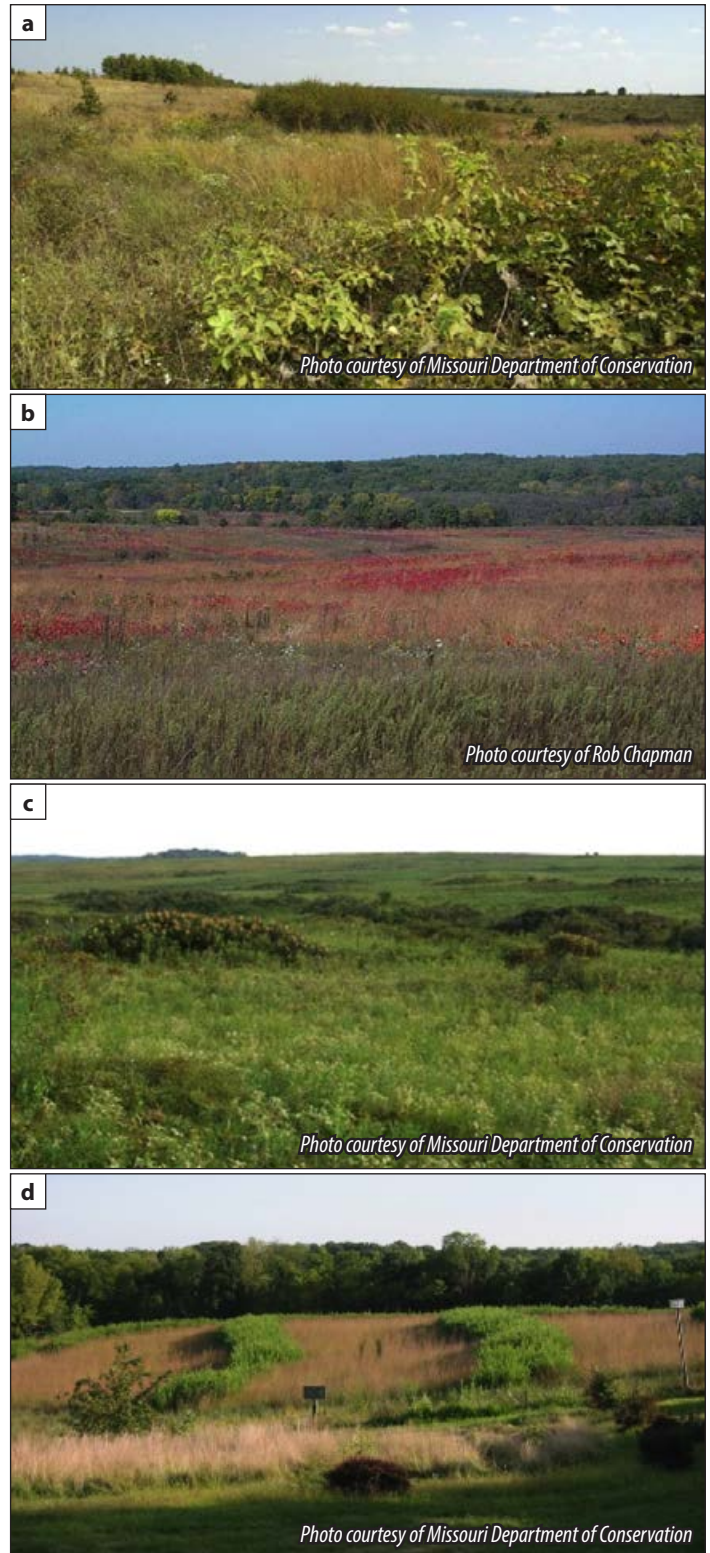 a
Photo courtesy of Missouri Department of Conservation
b
Photo courtesy of Rob Chapman
c
Photo courtesy of Missouri Department of Conservation
d
Photo courtesy of Missouri Department of Conservation